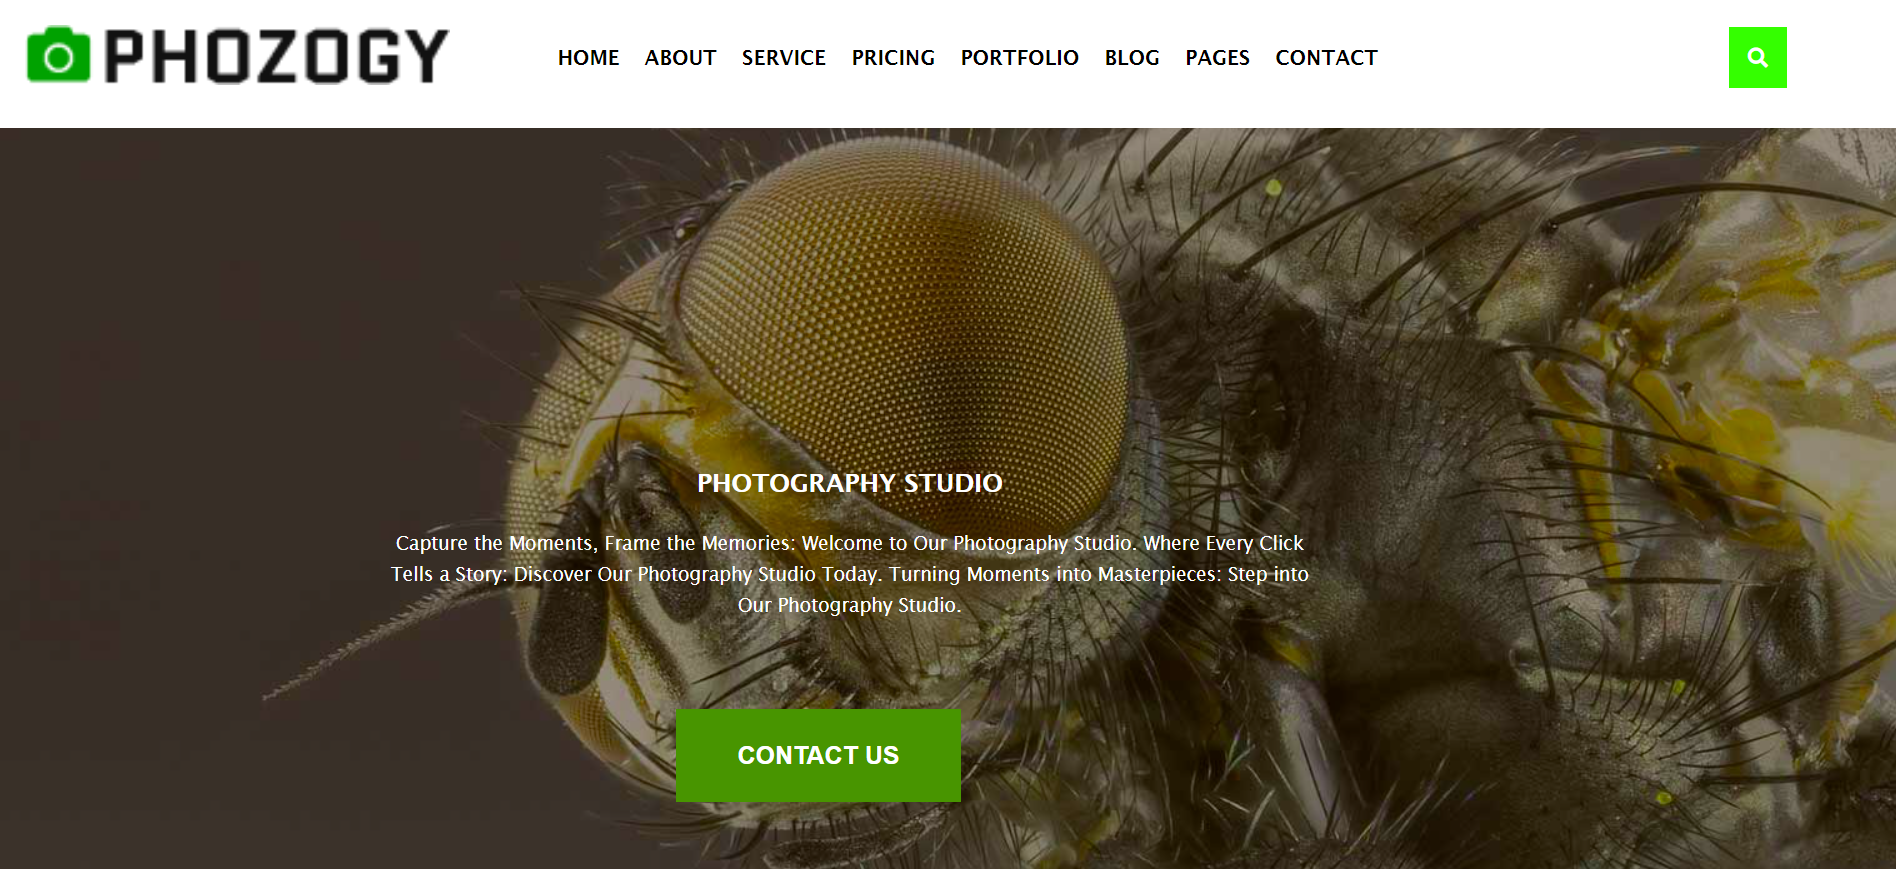 PHOZOGY
HOME ABOUT SERVICE PRICING PORTFOLIO BLOG PAGES CONTACT
PHOTOGRAPHY STUDIO
Capture the Moments, Frame the Memories: Welcome to Our Photography Studio. Where Every Click
Tells a Story: Discover Our Photography Studio Today. Turning Moments into Masterpieces: Step into
Our Photography Studio.
CONTACT US